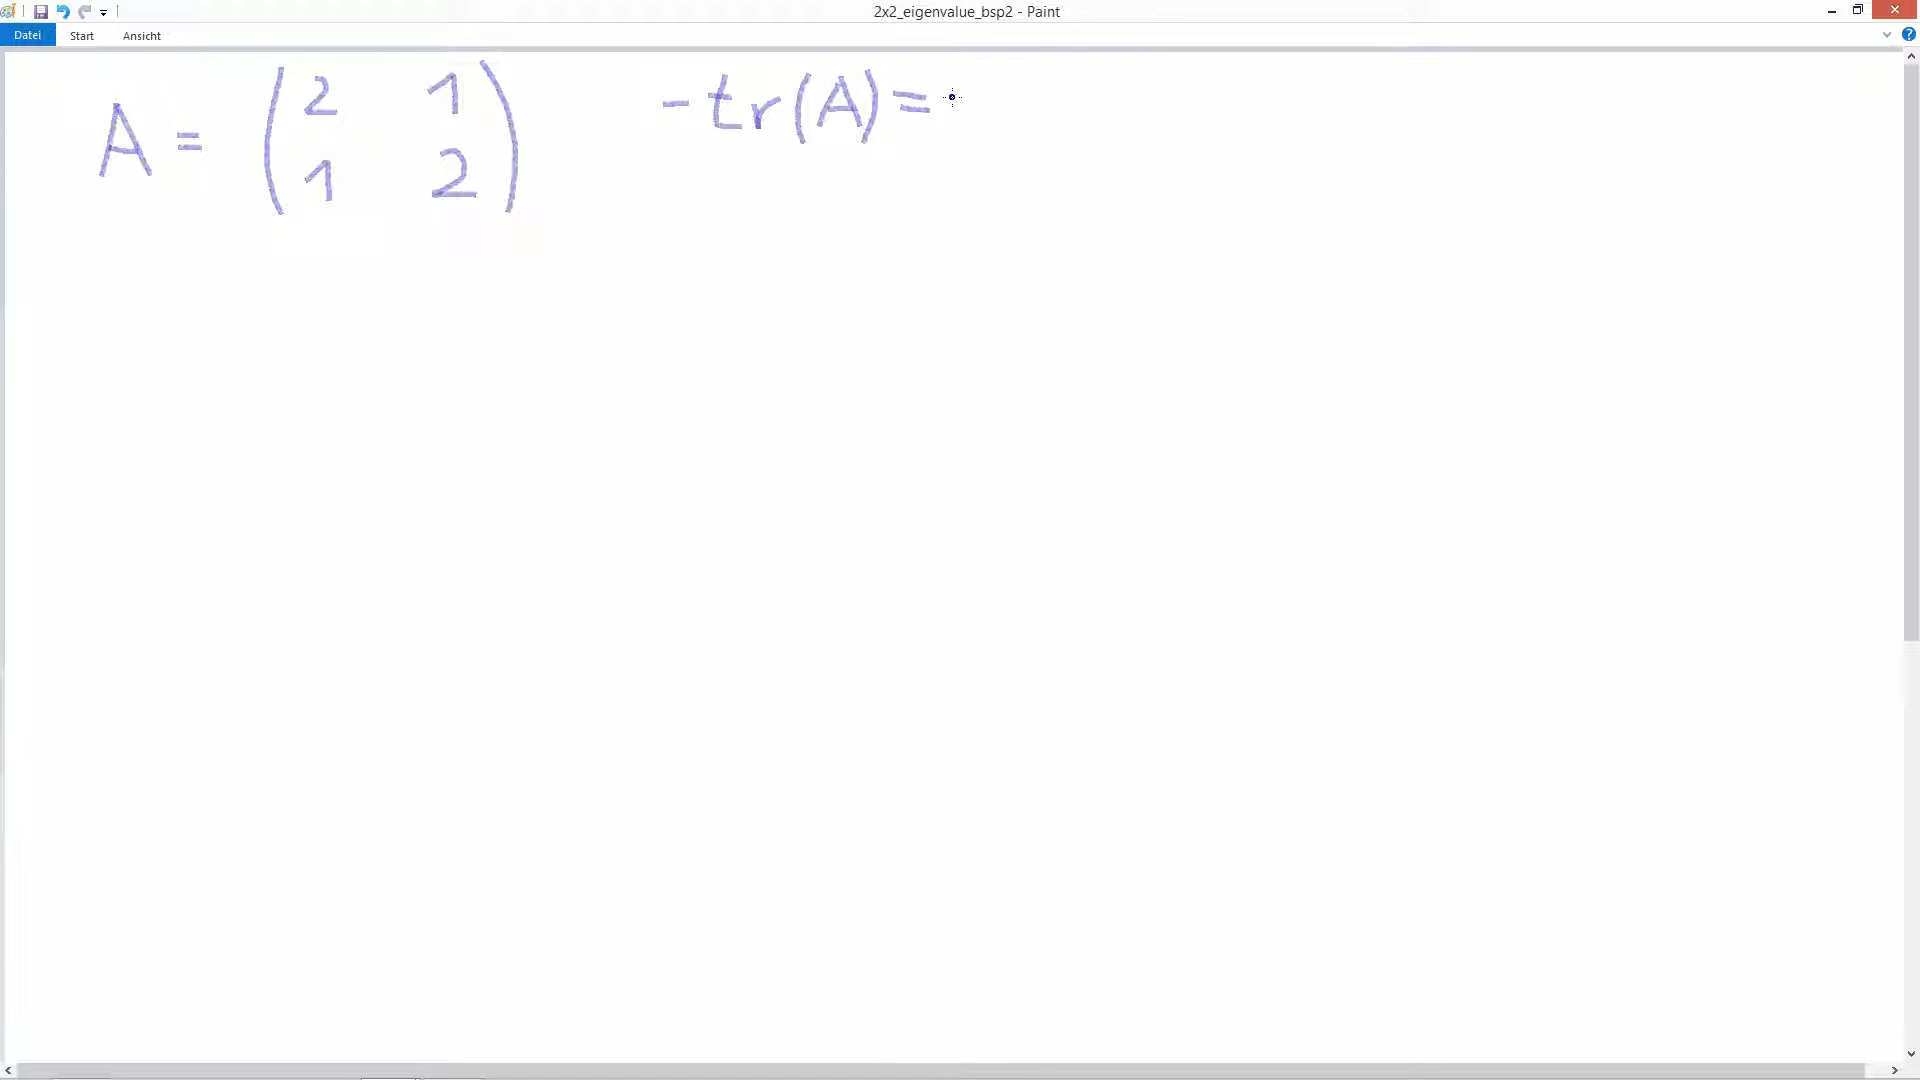 2x2_eigenvalue_bsp2 - Paint
Datei Start Ansicht
A = ( 2 1 -tr(A)=
1 2 )